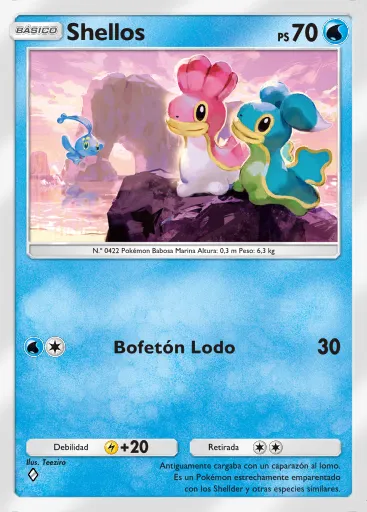 BÁSICO
Shellos
PS 70
N.º 0422 Pokémon Babosa Marina Altura: 0,3 m Peso: 6,3 kg
Bofetón Lodo 30
Debilidad +20 Retirada
Ilus. Teeziro
Antiguamente cargaba con un caparazón al lomo.
Es un Pokémon estrechamente emparentado
con los Shellder y otras especies similares.